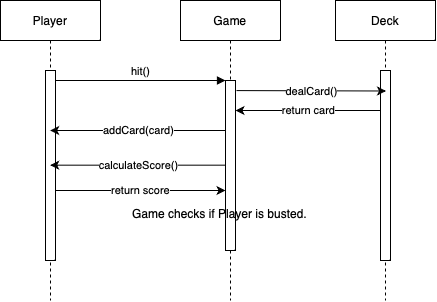 Player
Game
Deck
hit()
dealCard()
return card
addCard(card)
calculateScore()
return score
Game checks if Player is busted.